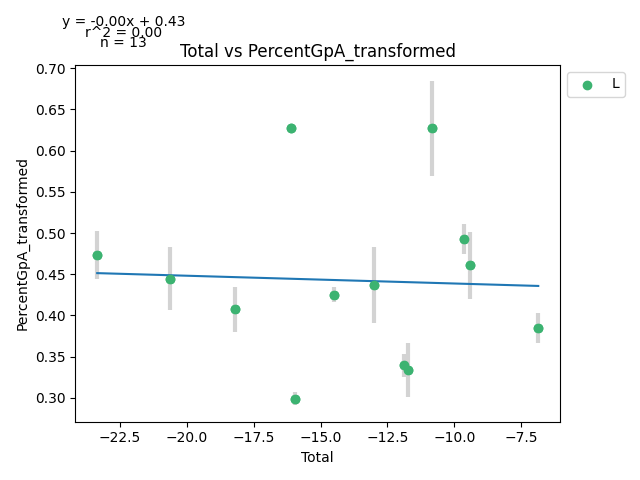 y = -0.00x + 0.43
r^2 = 0.00
n = 13
Total vs PercentGpA_transformed
L
PercentGpA_transformed
0.70
0.65
0.60
0.55
0.50
0.45
0.40
0.35
0.30
−22.5 −20.0 −17.5 −15.0 −12.5 −10.0 −7.5
Total